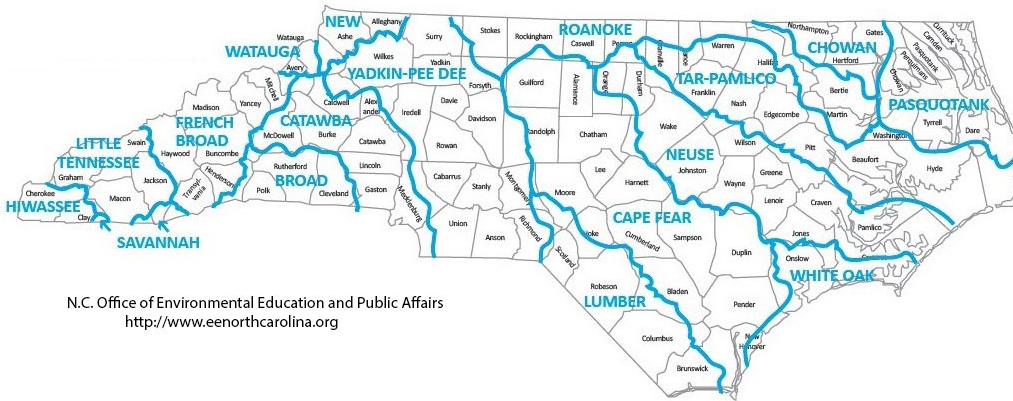 NEW
Alleghany
Ashe
Surry
Stokes
Rockingham
ROANOKE
Caswell
Person
Granville
Vance
Warren
Northampton
Gates
Currituck
Camden
Pasquotank
Perquimans
Chowan
CHOWAN
Hertford
Halifax
Watauga
WATAUGA
Avery
Mitchell
Wilkes
Yadkin
YADKIN-PEE DEE
Forsyth
Guilford
Alamance
Orange
Durham
TAR-PAMLICO
Franklin
Nash
Bertie
PASQUOTANK
Tyrrell
Dare
Washington
Martin
Edgecombe
Madison
Yancey
Caldwell
Alex
ander
Iredell
Davie
Davidson
Randolph
Chatham
Wake
Wilson
Pitt
Beaufort
Hyde
FRENCH
BROAD
CATAWBA
McDowell
Burke
Catawba
Rowan
LITTLE
TENNESSEE
Swain
Haywood
Buncombe
NEUSE
Johnston
Greene
Graham
Jackson
Transyl-
vania
Henderson
Rutherford
BROAD
Polk
Cleveland
Lincoln
Gaston
Mecklenburg
Cabarrus
Stanly
Montgomery
Moore
Lee
Harnett
Wayne
Lenoir
Craven
Pamlico
Cherokee
HIWASSEE
Clay
Macon
SAVANNAH
Union
Anson
Richmond
Scotland
Hoke
CAPE FEAR
Cumberland
Sampson
Duplin
Jones
Onslow
Carteret
WHITE OAK
Robeson
LUMBER
Bladen
Pender
New
Hanover
Columbus
Brunswick
N.C. Office of Environmental Education and Public Affairs
http://www.eenorthcarolina.org